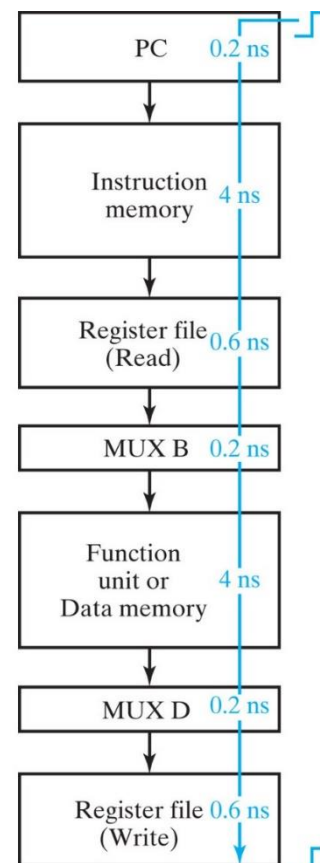 PC 0.2 ns
Instruction
memory
4 ns
Register file
(Read)
0.6 ns
MUX B 0.2 ns
Function
unit or
Data memory
4 ns
MUX D 0.2 ns
Register file
(Write)
0.6 ns